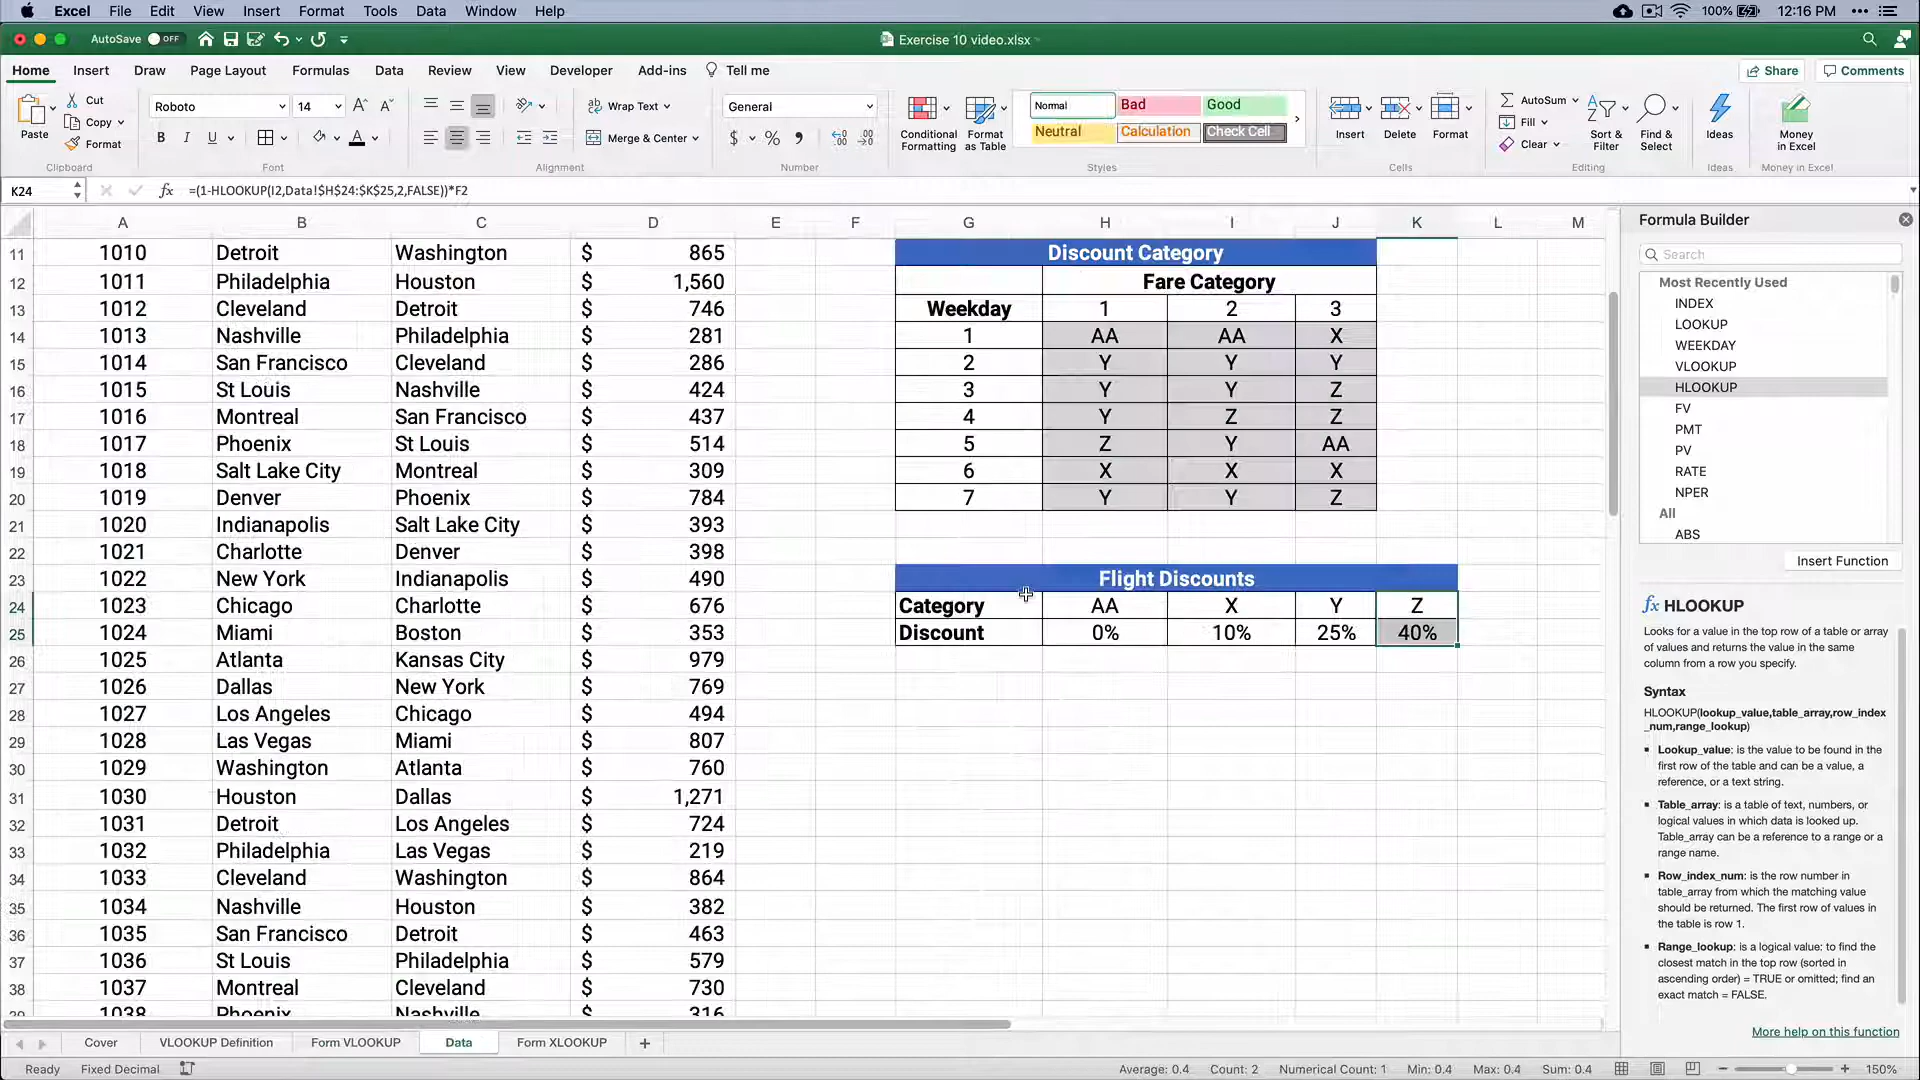 Excel File Edit View Insert Format Tools Data Window Help 100% 12:16 PM
AutoSave OFF Exercise 10 video.xlsx
Home Insert Draw Page Layout Formulas Data Review View Developer Add-ins Tell me Share Comments
Paste Cut Copy Format
Clipboard
Roboto 14
B I U A
Font
Wrap Text
Merge & Center
Alignment
General
$ % ,
Number
Conditional Formatting
Format as Table
Normal Bad Good
Neutral Calculation Check Cell
Styles
Insert Delete Format
Cells
AutoSum
Fill
Clear
Sort & Filter
Find & Select
Editing
Ideas
Ideas
Money in Excel
Money in Excel
K24 fx =(1-HLOOKUP(I2,Data!$H$24:$K$25,2,FALSE))*F2
A B C D E F G H I J K L M
11 1010 Detroit Washington $ 865 Discount Category
12 1011 Philadelphia Houston $ 1,560 Fare Category
13 1012 Cleveland Detroit $ 746 Weekday 1 2 3
14 1013 Nashville Philadelphia $ 281 1 AA AA X
15 1014 San Francisco Cleveland $ 286 2 Y Y Y
16 1015 St Louis Nashville $ 424 3 Y Y Z
17 1016 Montreal San Francisco $ 437 4 Y Z Z
18 1017 Phoenix St Louis $ 514 5 Z Y AA
19 1018 Salt Lake City Montreal $ 309 6 X X X
20 1019 Denver Phoenix $ 784 7 Y Y Z
21 1020 Indianapolis Salt Lake City $ 393
22 1021 Charlotte Denver $ 398
23 1022 New York Indianapolis $ 490 Flight Discounts
24 1023 Chicago Charlotte $ 676 Category AA X Y Z
25 1024 Miami Boston $ 353 Discount 0% 10% 25% 40%
26 1025 Atlanta Kansas City $ 979
27 1026 Dallas New York $ 769
28 1027 Los Angeles Chicago $ 494
29 1028 Las Vegas Miami $ 807
30 1029 Washington Atlanta $ 760
31 1030 Houston Dallas $ 1,271
32 1031 Detroit Los Angeles $ 724
33 1032 Philadelphia Las Vegas $ 219
34 1033 Cleveland Washington $ 864
35 1034 Nashville Houston $ 382
36 1035 San Francisco Detroit $ 463
37 1036 St Louis Philadelphia $ 579
38 1037 Montreal Cleveland $ 730
39 1038 Phoenix Nashville $ 316
Formula Builder
Search
Most Recently Used
INDEX
LOOKUP
WEEKDAY
VLOOKUP
HLOOKUP
FV
PMT
PV
RATE
NPER
All
ABS
Insert Function
fx HLOOKUP
Looks for a value in the top row of a table or array
of values and returns the value in the same
column from a row you specify.
Syntax
HLOOKUP(lookup_value,table_array,row_index
_num,range_lookup)
Lookup_value: is the value to be found in the
first row of the table and can be a value, a
reference, or a text string.
Table_array: is a table of text, numbers, or
logical values in which data is looked up.
Table_array can be a reference to a range or a
range name.
Row_index_num: is the row number in
table_array from which the matching value
should be returned. The first row of values in
the table is row 1.
Range_lookup: is a logical value: to find the
closest match in the top row (sorted in
ascending order) = TRUE or omitted; find an
exact match = FALSE.
More help on this function
Cover VLOOKUP Definition Form VLOOKUP Data Form XLOOKUP +
Ready Fixed Decimal Average: 0.4 Count: 2 Numerical Count: 1 Min: 0.4 Max: 0.4 Sum: 0.4 150%